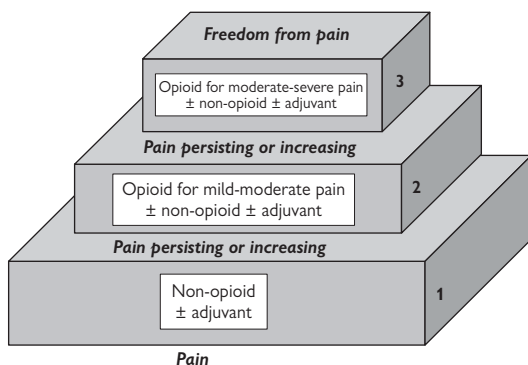 Freedom from pain
Opioid for moderate-severe pain
± non-opioid ± adjuvant
3
Pain persisting or increasing
Opioid for mild-moderate pain
± non-opioid ± adjuvant
2
Pain persisting or increasing
Non-opioid
± adjuvant
1
Pain